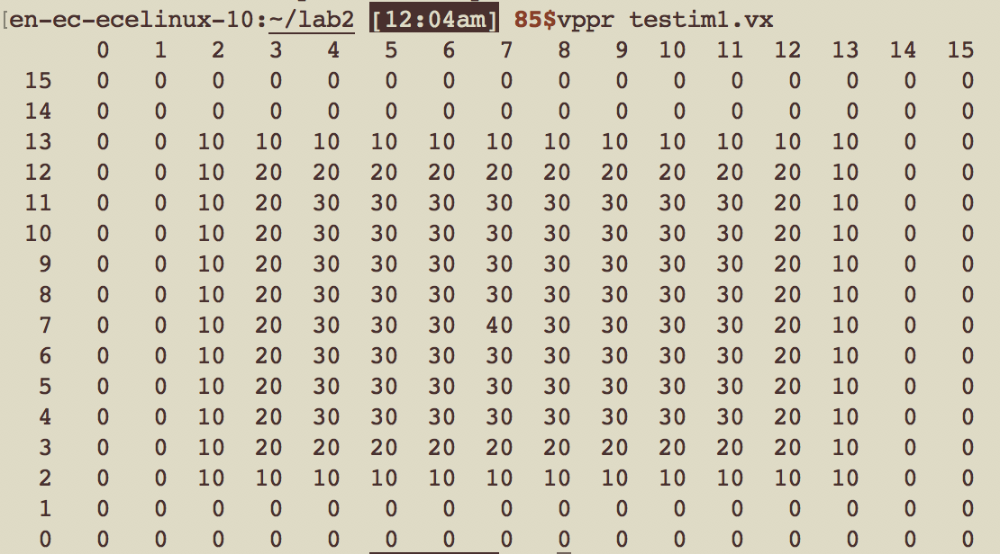 [en-ec-ecelinux-10:~/lab2 [12:04am] 85$vppr testim1.vx
0 1 2 3 4 5 6 7 8 9 10 11 12 13 14 15
15 0 0 0 0 0 0 0 0 0 0 0 0 0 0 0 0
14 0 0 0 0 0 0 0 0 0 0 0 0 0 0 0 0
13 0 0 10 10 10 10 10 10 10 10 10 10 10 10 0 0
12 0 0 10 20 20 20 20 20 20 20 20 20 20 10 0 0
11 0 0 10 20 30 30 30 30 30 30 30 30 20 10 0 0
10 0 0 10 20 30 30 30 30 30 30 30 30 20 10 0 0
9 0 0 10 20 30 30 30 30 30 30 30 30 20 10 0 0
8 0 0 10 20 30 30 30 30 30 30 30 30 20 10 0 0
7 0 0 10 20 30 30 30 40 30 30 30 30 20 10 0 0
6 0 0 10 20 30 30 30 30 30 30 30 30 20 10 0 0
5 0 0 10 20 30 30 30 30 30 30 30 30 20 10 0 0
4 0 0 10 20 30 30 30 30 30 30 30 30 20 10 0 0
3 0 0 10 20 20 20 20 20 20 20 20 20 20 10 0 0
2 0 0 10 10 10 10 10 10 10 10 10 10 10 10 0 0
1 0 0 0 0 0 0 0 0 0 0 0 0 0 0 0 0
0 0 0 0 0 0 0 0 0 0 0 0 0 0 0 0 0